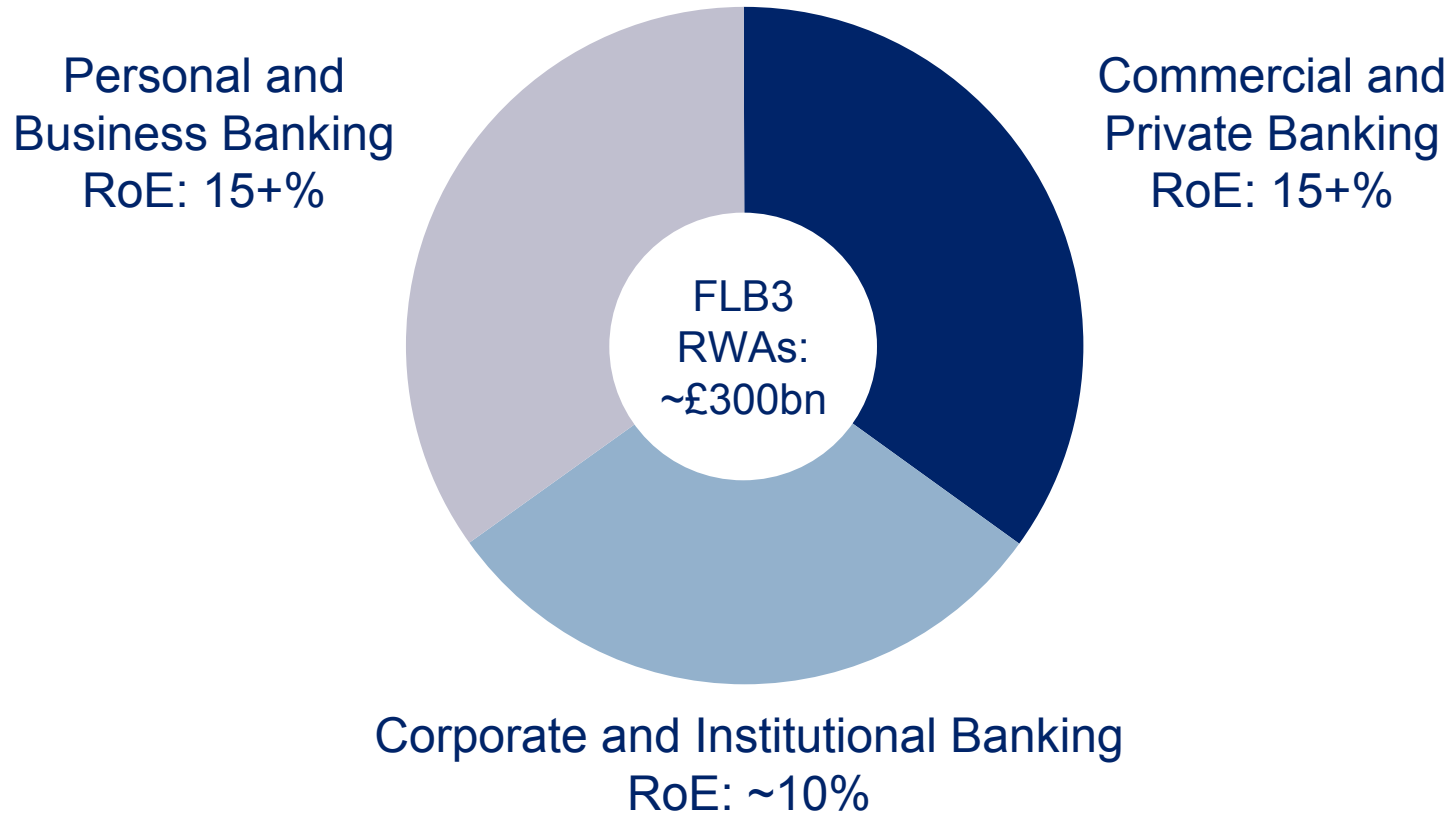 Personal and
Business Banking
RoE: 15+%
Commercial and
Private Banking
RoE: 15+%
FLB3
RWAs:
~£300bn
Corporate and Institutional Banking
RoE: ~10%